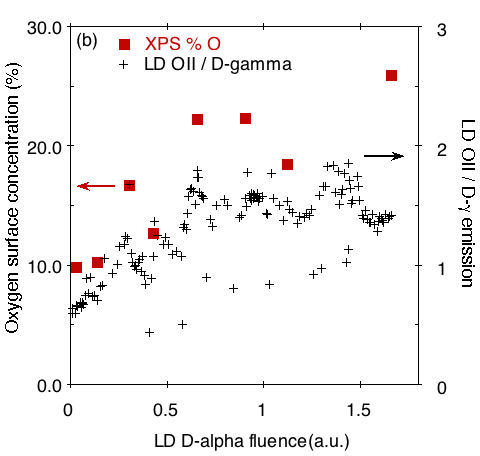 30.0
3
(b)
XPS % O
LD OII / D-gamma
20.0
2
10.0
1
0.0
0
0
0.5
1
1.5
Oxygen surface concentration (%)
LD OII / D-γ emission
LD D-alpha fluence(a.u.)